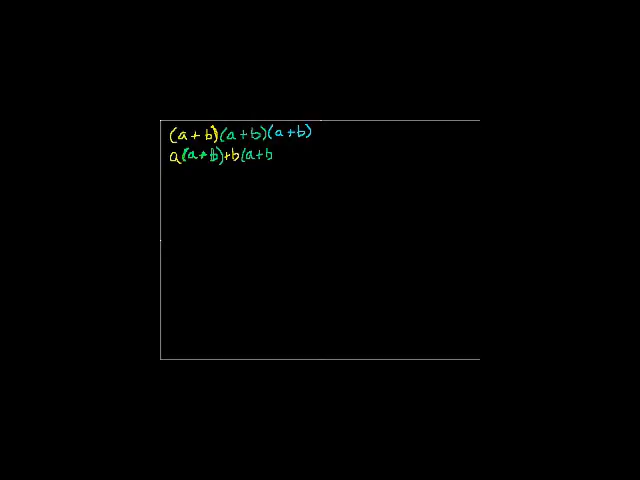 (a + b)(a + b)(a + b)
a(a + b) + b(a + b